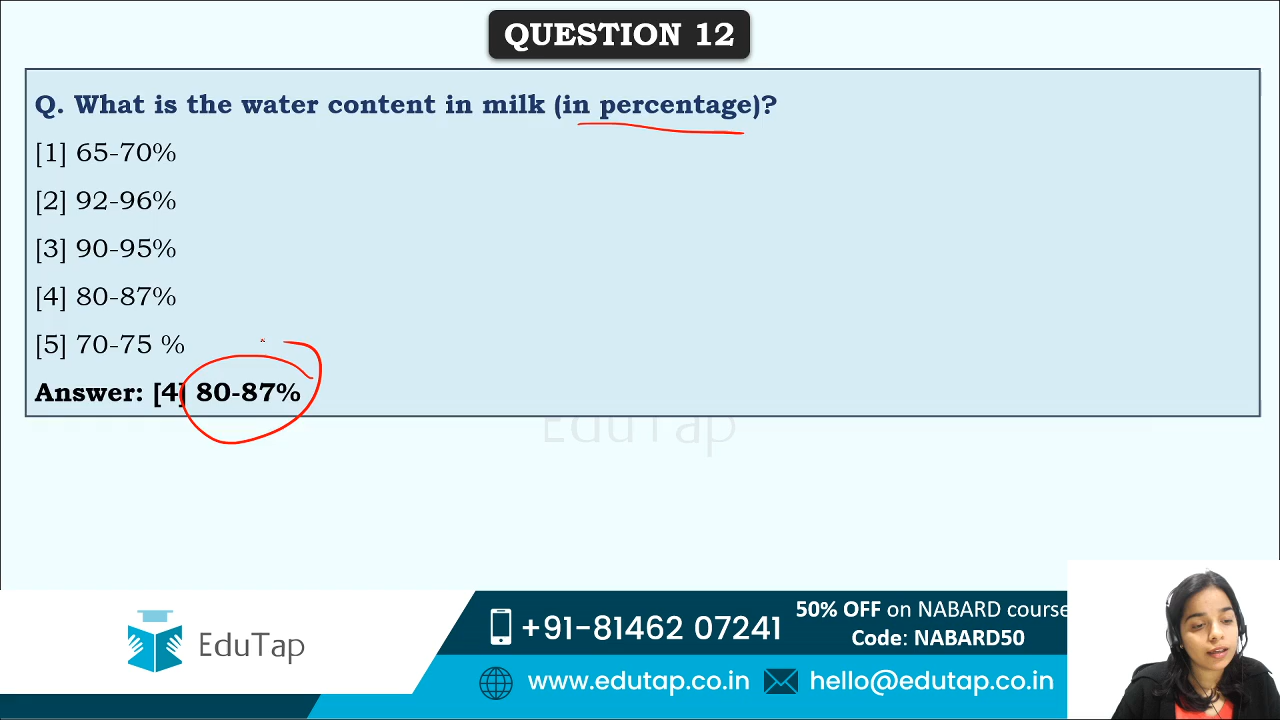 QUESTION 12
Q. What is the water content in milk (in percentage)?
[1] 65-70%
[2] 92-96%
[3] 90-95%
[4] 80-87%
[5] 70-75 %
Answer: [4] 80-87%
EduTap
EduTap
+91-81462 07241
50% OFF on NABARD course
Code: NABARD50
www.edutap.co.in
hello@edutap.co.in